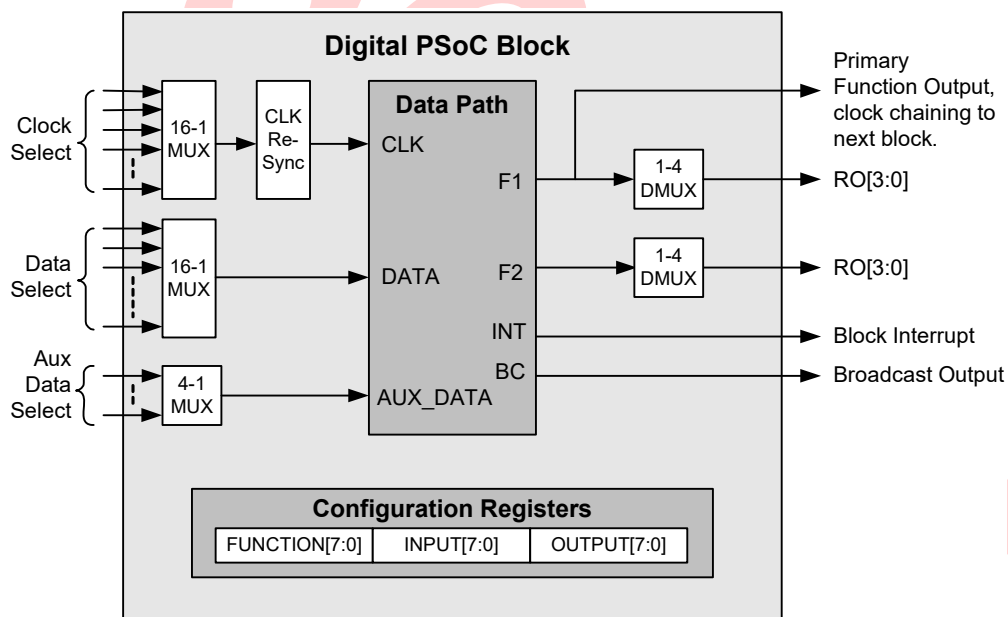 Digital PSoC Block
Clock
Select
16-1
MUX
CLK
Re-
Sync
Data
Select
16-1
MUX
Aux
Data
Select
4-1
MUX
Data Path
CLK
DATA
AUX_DATA
F1
F2
INT
BC
1-4
DMUX
1-4
DMUX
Primary
Function Output,
clock chaining to
next block.
RO[3:0]
RO[3:0]
Block Interrupt
Broadcast Output
Configuration Registers
FUNCTION[7:0]
INPUT[7:0]
OUTPUT[7:0]